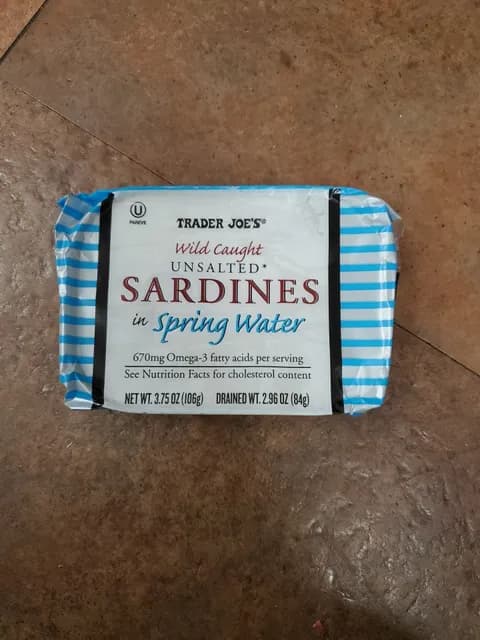 U
PAREVE
TRADER JOE'S®
Wild Caught
UNSALTED*
SARDINES
in Spring Water
670mg Omega-3 fatty acids per serving
See Nutrition Facts for cholesterol content
NET WT. 3.75 OZ (106g) DRAINED WT. 2.96 OZ (84g)